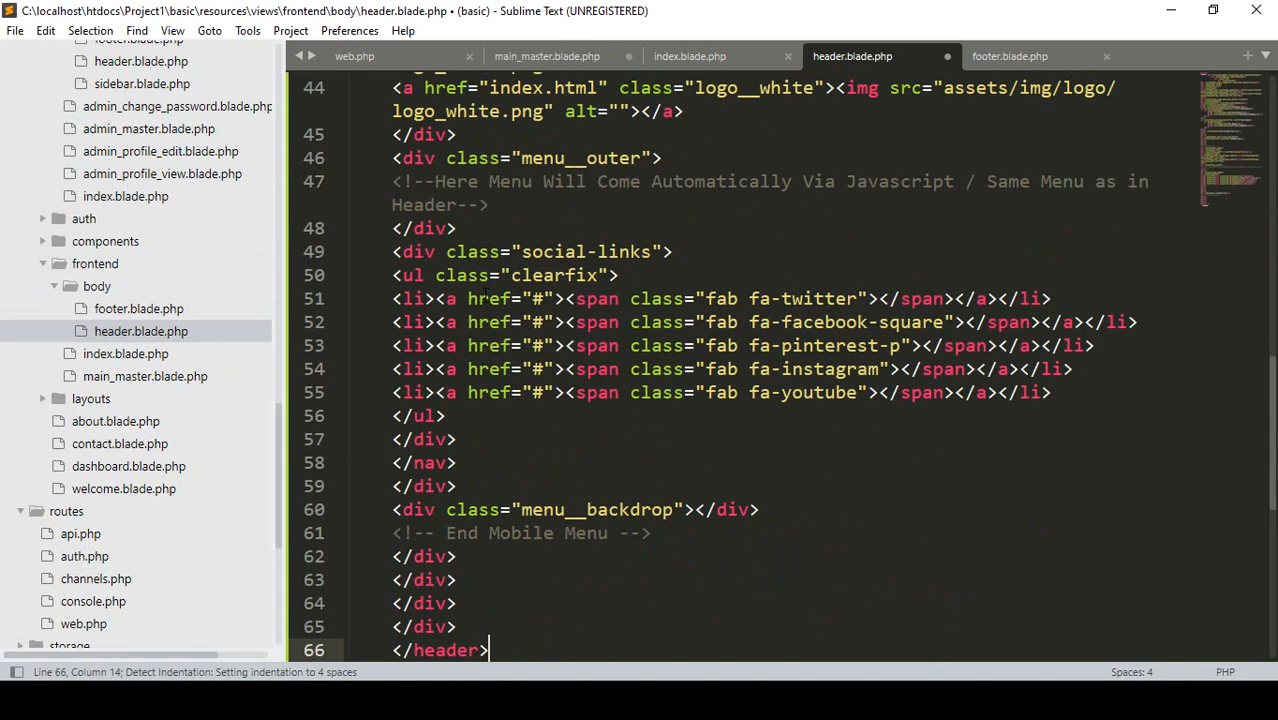 C:\localhost\htdocs\Project1\basic\resources\views\frontend\body\header.blade.php • (basic) - Sublime Text (UNREGISTERED)
File Edit Selection Find View Goto Tools Project Preferences Help
web.php main_master.blade.php index.blade.php header.blade.php footer.blade.php
footer.blade.php
header.blade.php
sidebar.blade.php
admin_change_password.blade.php
admin_master.blade.php
admin_profile_edit.blade.php
admin_profile_view.blade.php
index.blade.php
auth
components
frontend
body
footer.blade.php
header.blade.php
index.blade.php
main_master.blade.php
layouts
about.blade.php
contact.blade.php
dashboard.blade.php
welcome.blade.php
routes
api.php
auth.php
channels.php
console.php
web.php
storage
44 <a href="index.html" class="logo__white"><img src="assets/img/logo/
logo_white.png" alt=""></a>
45 </div>
46 <div class="menu__outer">
47 <!--Here Menu Will Come Automatically Via Javascript / Same Menu as in
Header-->
48 </div>
49 <div class="social-links">
50 <ul class="clearfix">
51 <li><a href="#"><span class="fab fa-twitter"></span></a></li>
52 <li><a href="#"><span class="fab fa-facebook-square"></span></a></li>
53 <li><a href="#"><span class="fab fa-pinterest-p"></span></a></li>
54 <li><a href="#"><span class="fab fa-instagram"></span></a></li>
55 <li><a href="#"><span class="fab fa-youtube"></span></a></li>
56 </ul>
57 </div>
58 </nav>
59 </div>
60 <div class="menu__backdrop"></div>
61 <!-- End Mobile Menu -->
62 </div>
63 </div>
64 </div>
65 </div>
66 </header>
Line 66, Column 14; Detect Indentation: Setting indentation to 4 spaces Spaces: 4 PHP